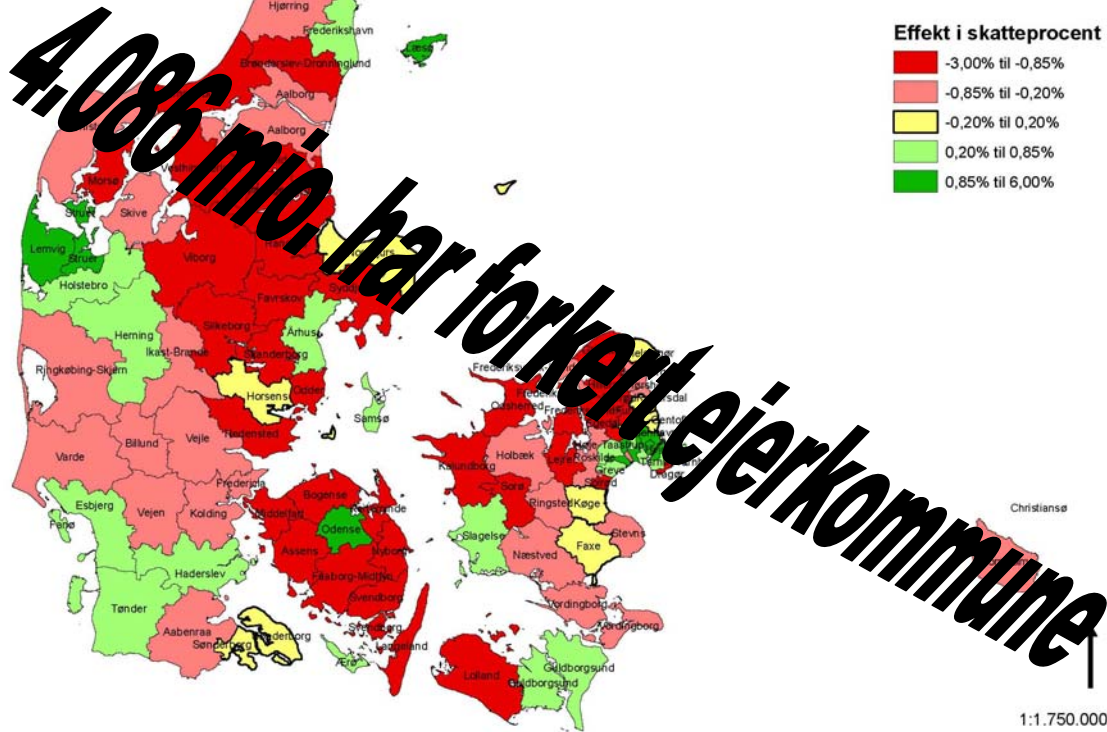 4.086 mio. har forkert ejerkommune
Effekt i skatteprocent
-3,00% til -0,85%
-0,85% til -0,20%
-0,20% til 0,20%
0,20% til 0,85%
0,85% til 6,00%
Hjørring
Frederikshavn
Læsø
Brønderslev-Dronninglund
Aalborg
Aalborg
Morsø
Struer
Skive
Lemvig
Struer
Viborg
Holstebro
Favrskov
Herning
Silkeborg
Århus
Ikast-Brande
Skanderborg
Ringkøbing-Skjern
Horsens
Odder
Samsø
Hedensted
Billund
Vejle
Varde
Fredericia
Esbjerg
Vejen
Kolding
Fanø
Haderslev
Tønder
Aabenraa
Sønderborg
Bogense
Middelfart
Odense
Assens
Nyborg
Faaborg-Midtfyn
Svendborg
Svendborg
Langeland
Ærø
Odsherred
Kalundborg
Holbæk
Lejre
Roskilde
Høje-Taastrup
Greve
Dragør
Sorø
Ringsted
Køge
Slagelse
Stevns
Næstved
Faxe
Vordingborg
Vordingborg
Lolland
Guldborgsund
Guldborgsund
Christiansø
1:1.750.000